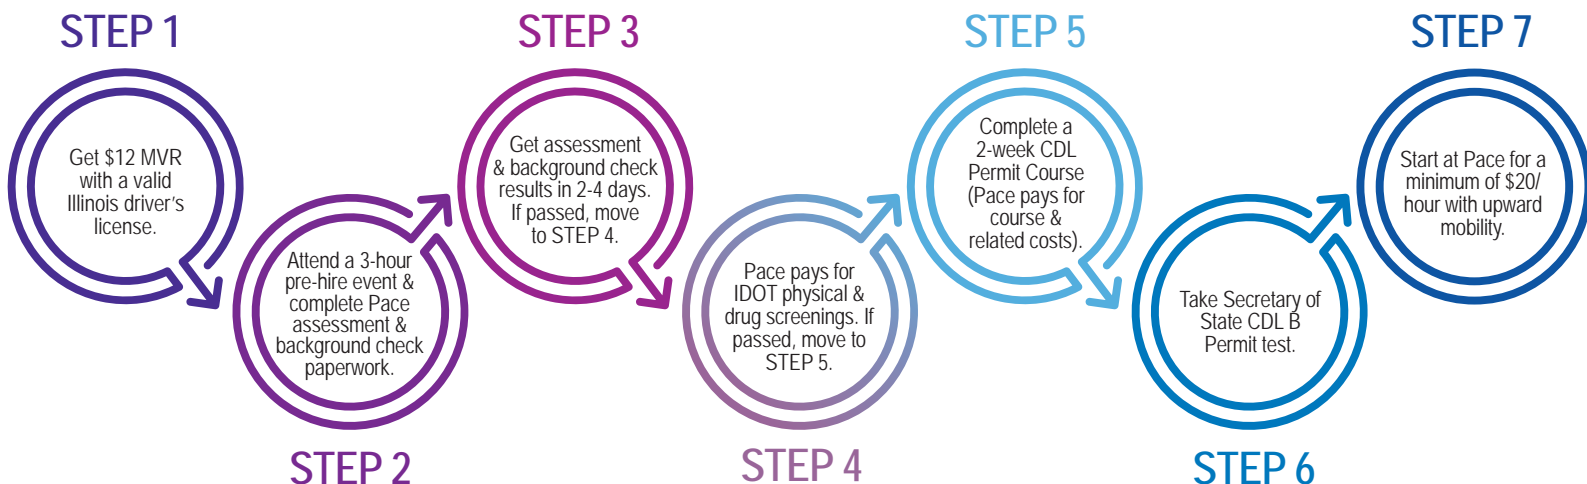 STEP 1
Get $12 MVR
with a valid
Illinois driver's
license.
STEP 2
Attend a 3-hour
pre-hire event &
complete Pace
assessment &
background check
paperwork.
STEP 3
Get assessment
& background check
results in 2-4 days.
If passed, move
to STEP 4.
STEP 4
Pace pays for
IDOT physical &
drug screenings. If
passed, move to
STEP 5.
STEP 5
Complete a
2-week CDL
Permit Course
(Pace pays for
course &
related costs).
STEP 6
Take Secretary of
State CDL B
Permit test.
STEP 7
Start at Pace for a
minimum of $20/
hour with upward
mobility.